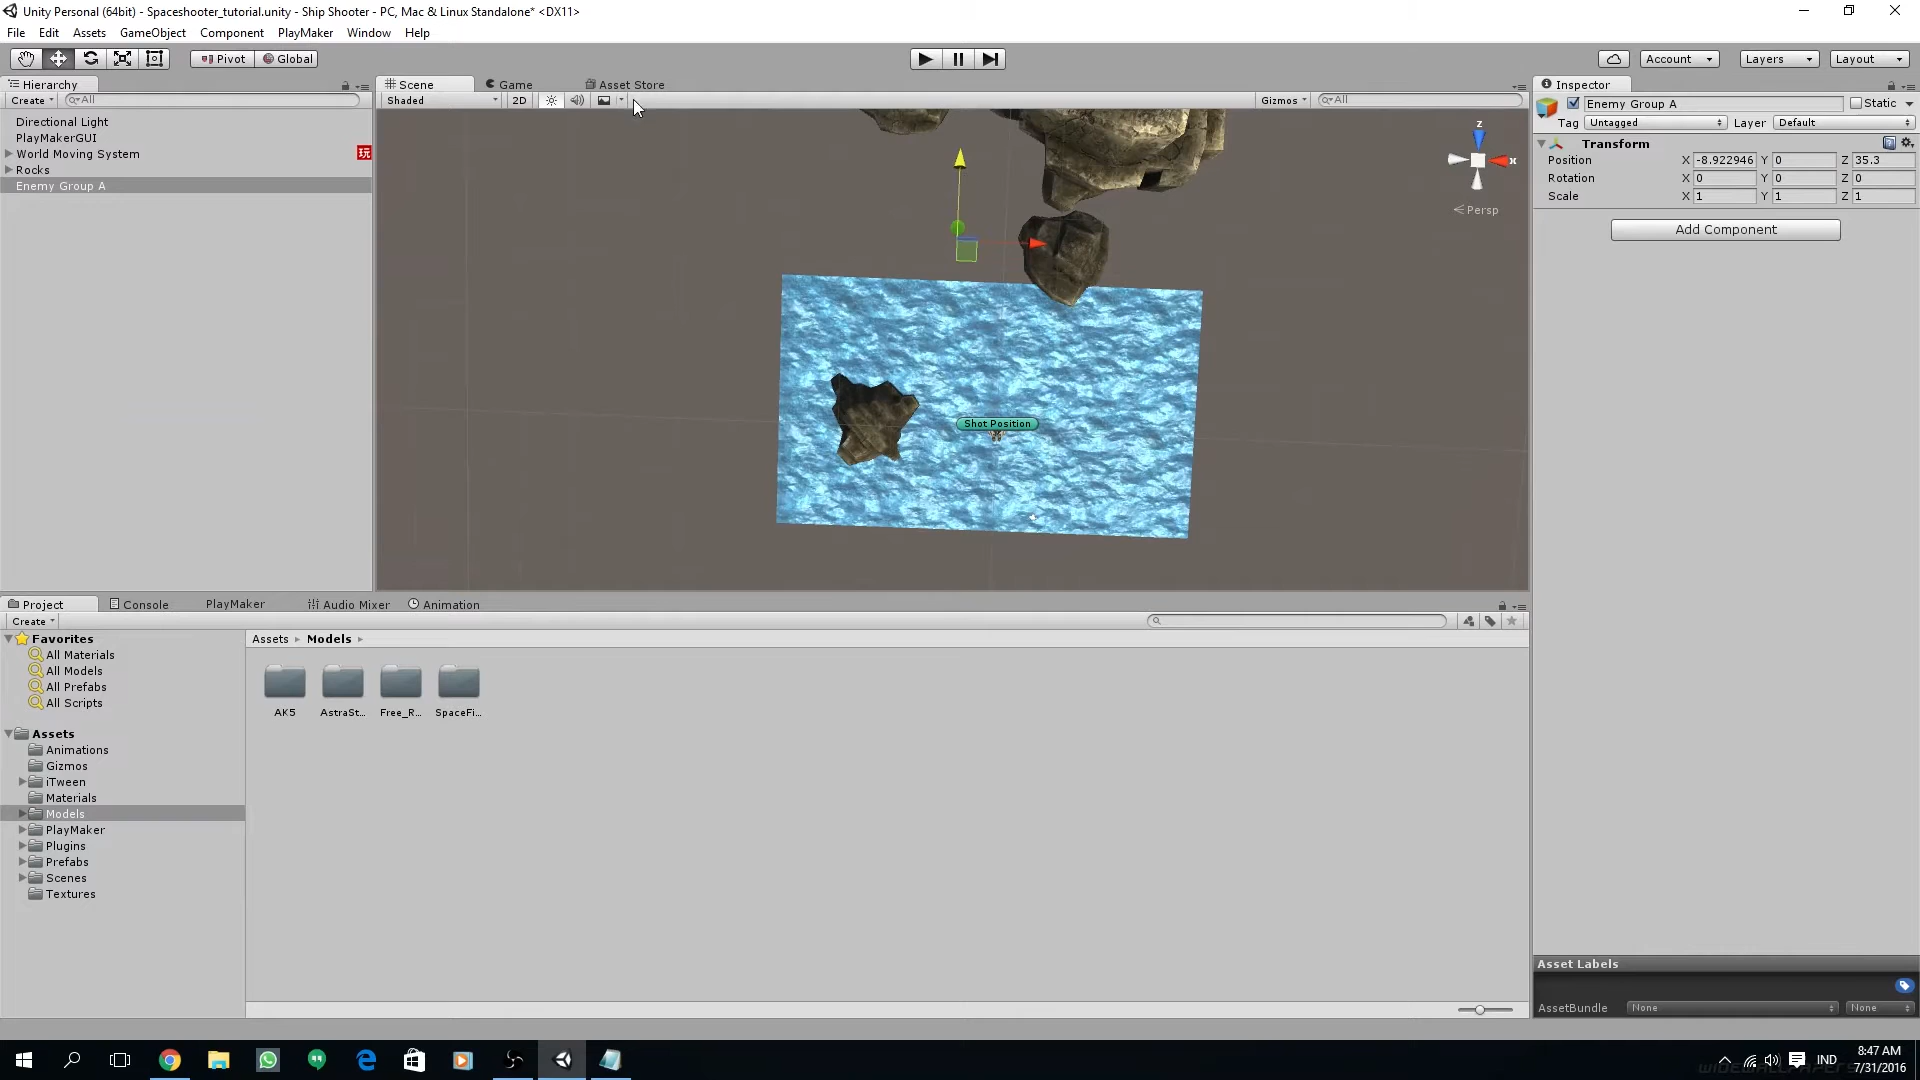 Unity Personal (64bit) - Spaceshooter_tutorial.unity - Ship Shooter - PC, Mac & Linux Standalone* <DX11>
File Edit Assets GameObject Component PlayMaker Window Help
Pivot Global Account Layers Layout
Hierarchy
Create All
Directional Light
PlayMakerGUI
World Moving System
玩
Rocks
Enemy Group A
Scene Game Asset Store
Shaded 2D Gizmos All
z
x
Persp
Shot Position
Inspector
Enemy Group A Static
Tag Untagged Layer Default
Transform
Position X -8.922946 Y 0 Z 35.3
Rotation X 0 Y 0 Z 0
Scale X 1 Y 1 Z 1
Add Component
Project Console PlayMaker Audio Mixer Animation
Create
Favorites
All Materials
All Models
All Prefabs
All Scripts
Assets
Animations
Gizmos
iTween
Materials
Models
PlayMaker
Plugins
Prefabs
Scenes
Textures
Assets Models
AK5 AstraSt... Free_R... SpaceFi...
Asset Labels
AssetBundle None None
IND
8:47 AM
7/31/2016